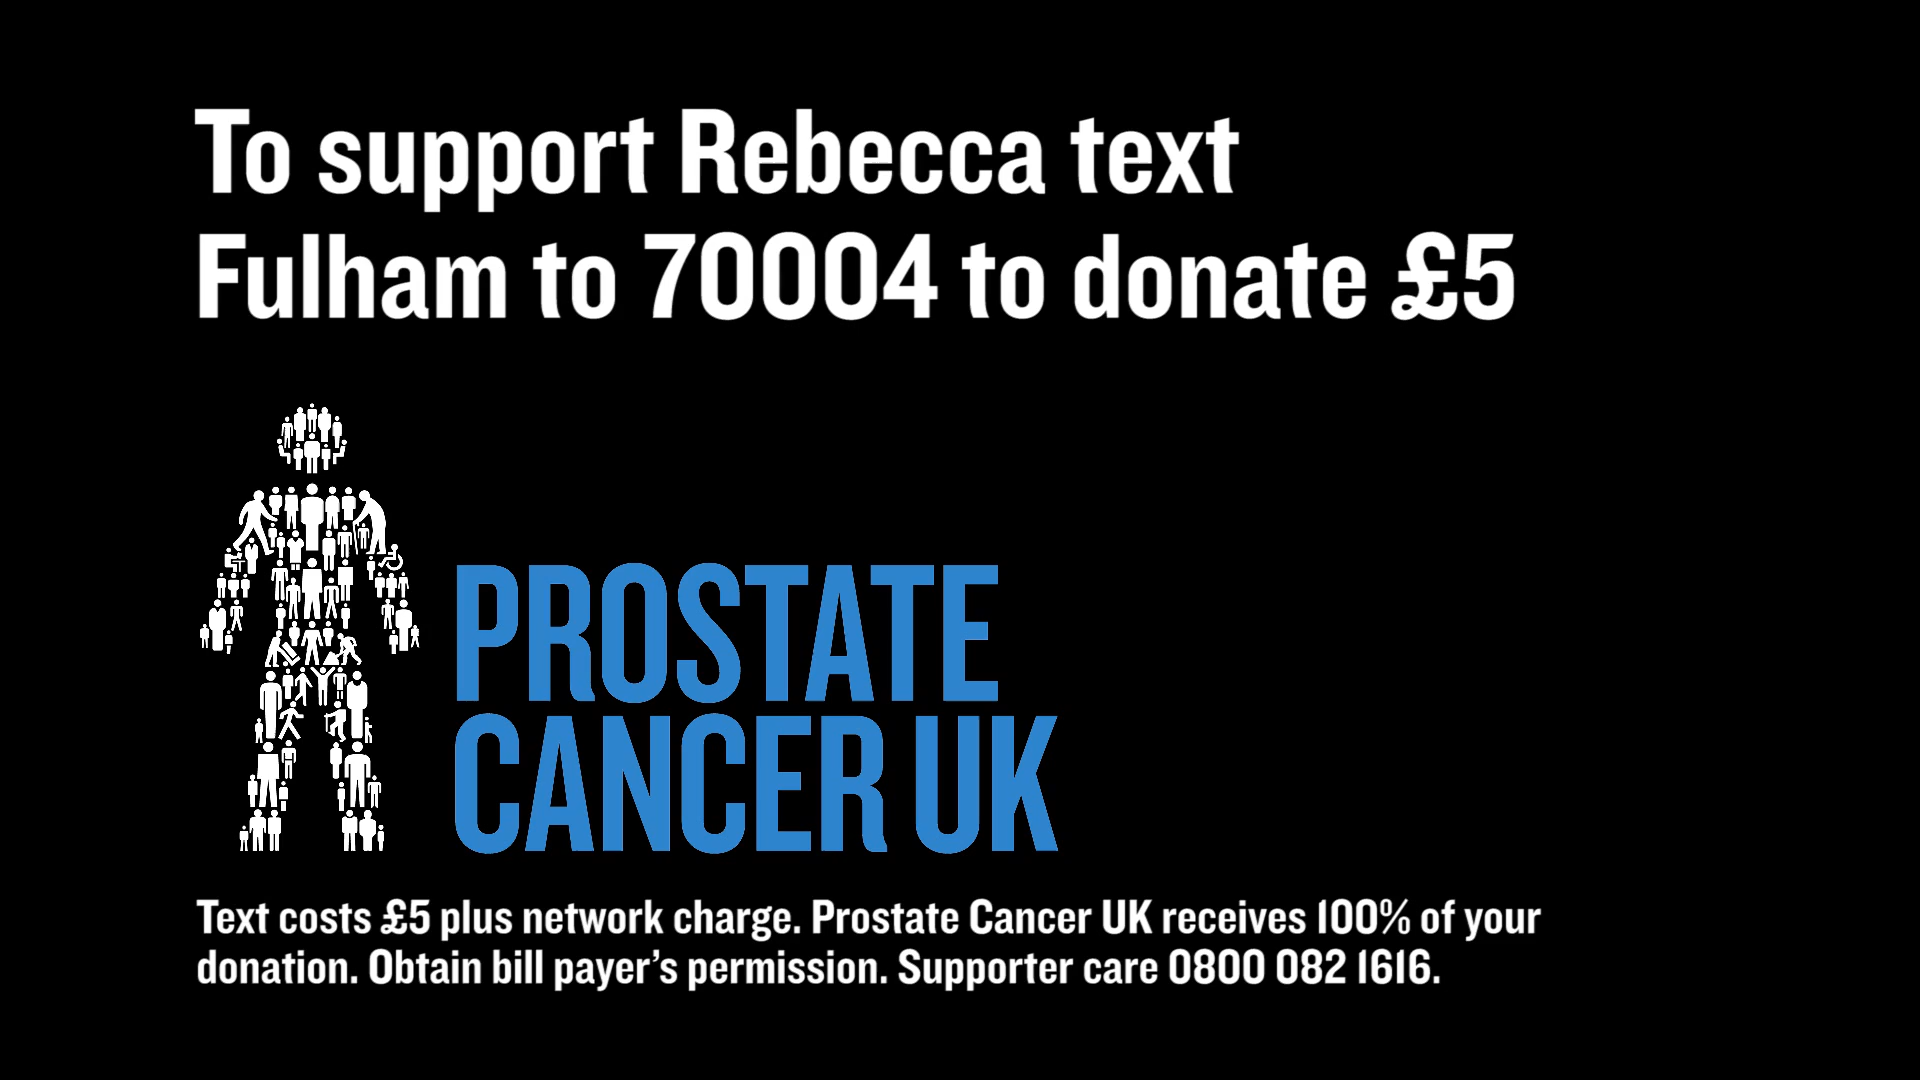 To support Rebecca text
Fulham to 70004 to donate £5
PROSTATE
CANCER UK
Text costs £5 plus network charge. Prostate Cancer UK receives 100% of your
donation. Obtain bill payer’s permission. Supporter care 0800 082 1616.